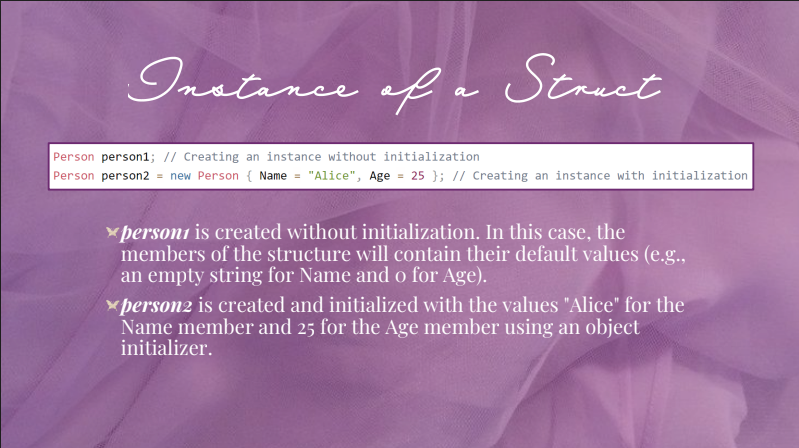 Instance of a Struct
Person person1; // Creating an instance without initialization
Person person2 = new Person { Name = "Alice", Age = 25 }; // Creating an instance with initialization
person1 is created without initialization. In this case, the
members of the structure will contain their default values (e.g.,
an empty string for Name and 0 for Age).
person2 is created and initialized with the values "Alice" for the
Name member and 25 for the Age member using an object
initializer.